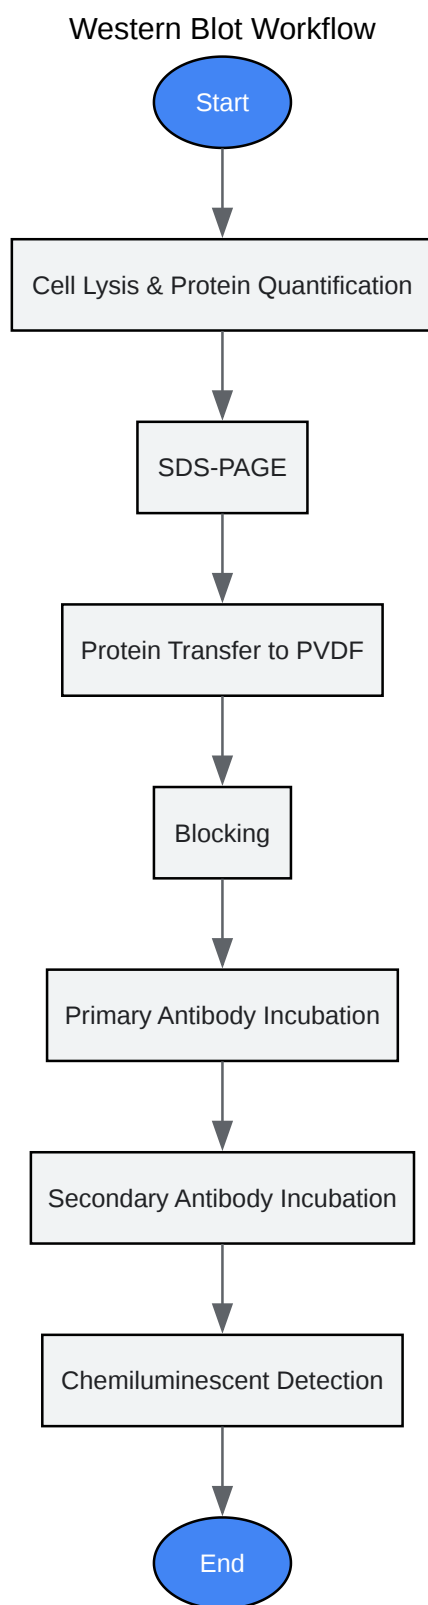 Western Blot Workflow
Start
Cell Lysis & Protein Quantification
SDS-PAGE
Protein Transfer to PVDF
Blocking
Primary Antibody Incubation
Secondary Antibody Incubation
Chemiluminescent Detection
End